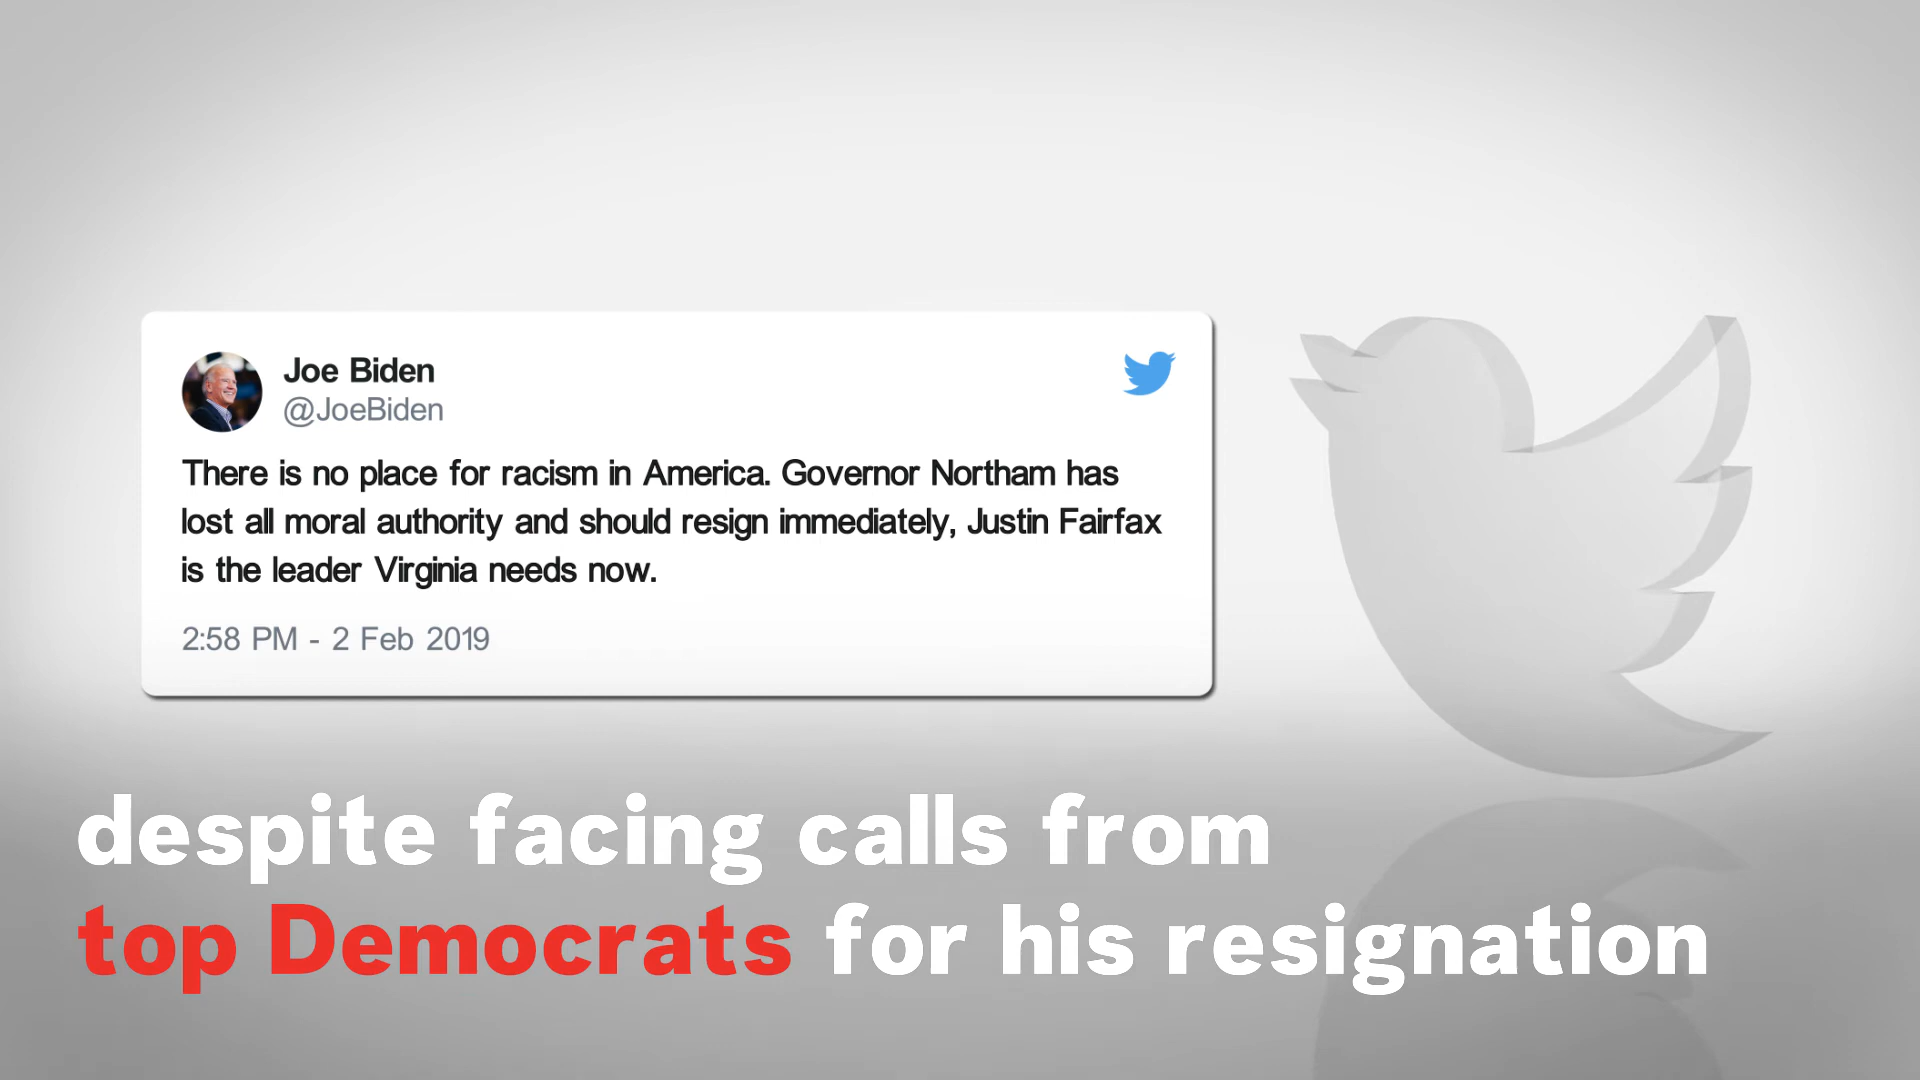 Joe Biden
@JoeBiden
There is no place for racism in America. Governor Northam has
lost all moral authority and should resign immediately, Justin Fairfax
is the leader Virginia needs now.
2:58 PM - 2 Feb 2019
despite facing calls from
top Democrats for his resignation